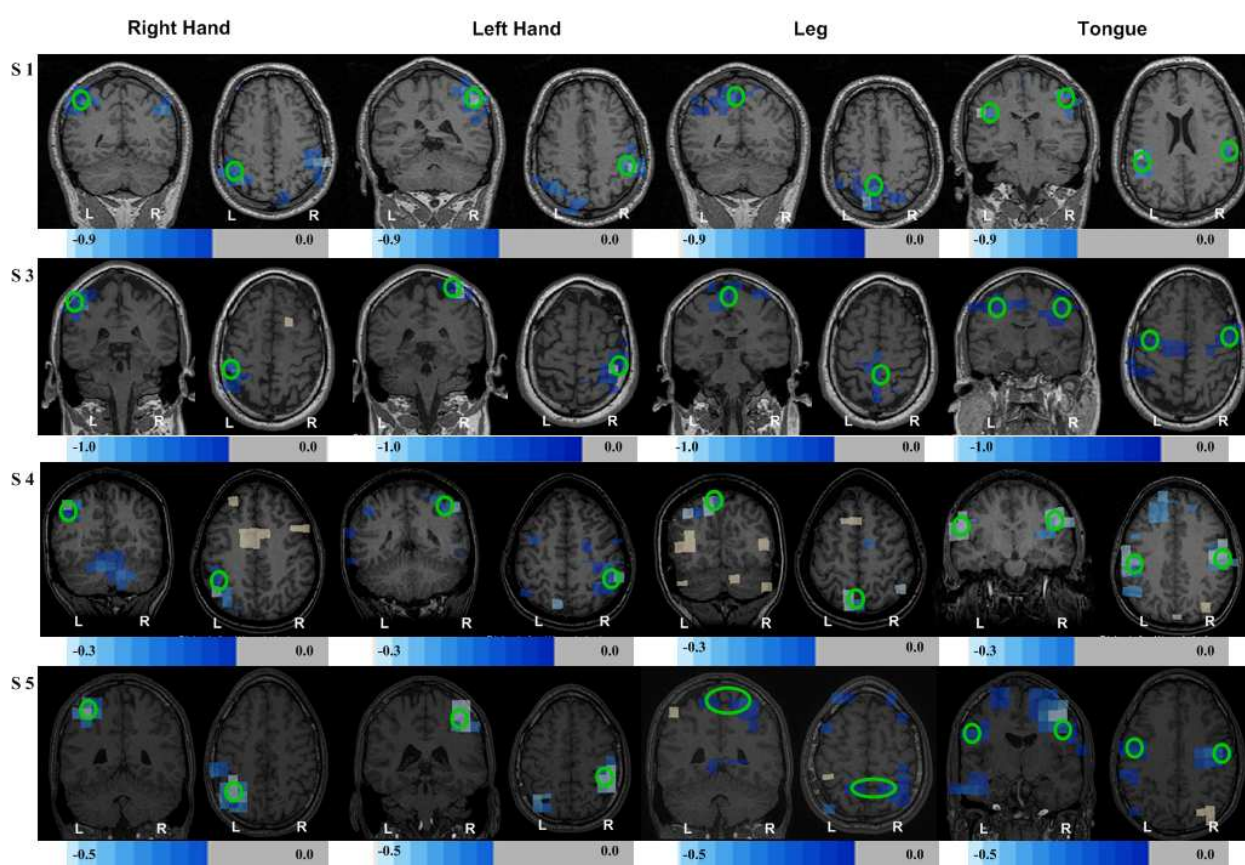 Right Hand Left Hand Leg Tongue
S 1
L R L R L R L R L R L R L R L R
-0.9 0.0 -0.9 0.0 -0.9 0.0 -0.9 0.0
S 3
L R L R L R L R L R L R L R L R
-1.0 0.0 -1.0 0.0 -1.0 0.0 -1.0 0.0
S 4
L R L R L R L R L R L R L R L R
-0.3 0.0 -0.3 0.0 -0.3 0.0 -0.3 0.0
S 5
L R L R L R L R L R L R L R L R
-0.5 0.0 -0.5 0.0 -0.5 0.0 -0.5 0.0